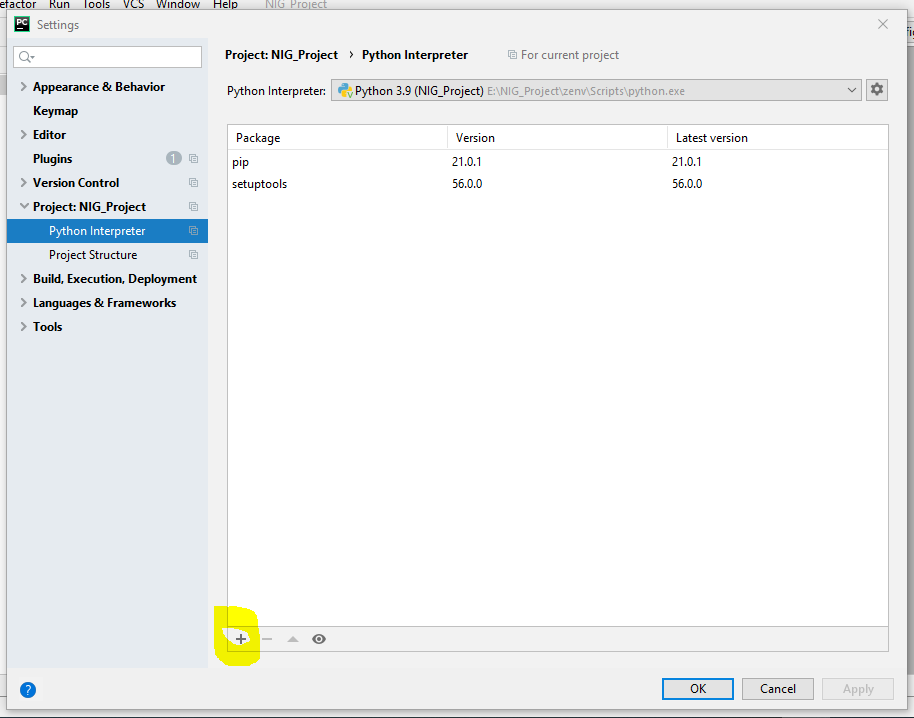 efactor Run Tools VCS Window Help NIG_Project
PC Settings
Project: NIG_Project › Python Interpreter For current project
Python Interpreter: Python 3.9 (NIG_Project) E:\NIG_Project\zenv\Scripts\python.exe
Appearance & Behavior
Keymap
Editor
Plugins 1
Version Control
Project: NIG_Project
Python Interpreter
Project Structure
Build, Execution, Deployment
Languages & Frameworks
Tools
Package Version Latest version
pip 21.0.1 21.0.1
setuptools 56.0.0 56.0.0
? OK Cancel Apply